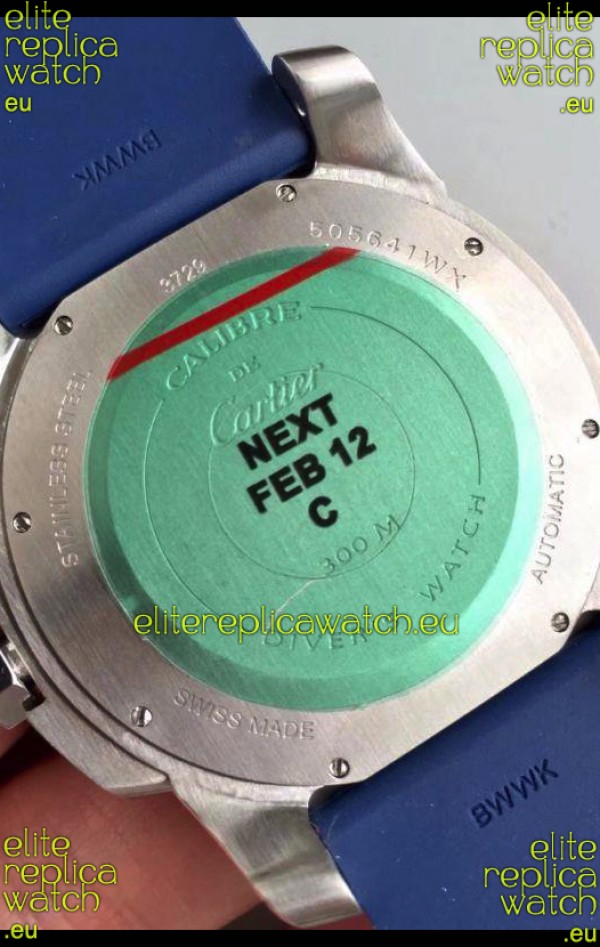 elite
replica
watch
.eu
elite
replica
watch
.eu
BWWK
3729
505641WX
CALIBRE
DE
Cartier
NEXT
FEB 12
C
300 M
DIVER WATCH
STAINLESS STEEL
AUTOMATIC
SWISS MADE
elitereplicawatch.eu
BWWK
elite
replica
watch
.eu
elite
replica
watch
.eu